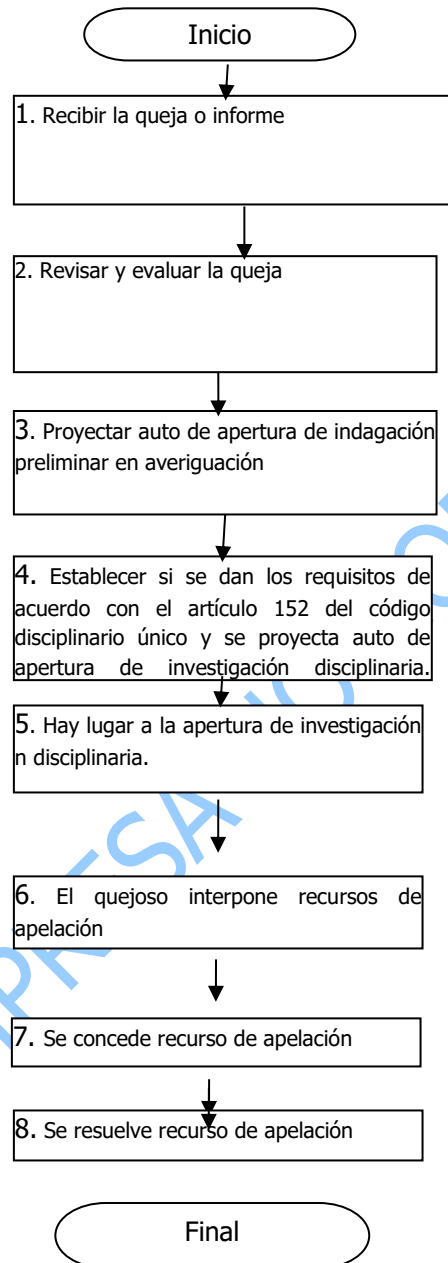 Inicio
1. Recibir la queja o informe
2. Revisar y evaluar la queja
3. Proyectar auto de apertura de indagación
preliminar en averiguación
4. Establecer si se dan los requisitos de
acuerdo con el artículo 152 del código
disciplinario único y se proyecta auto de
apertura de investigación disciplinaria.
5. Hay lugar a la apertura de investigación
n disciplinaria.
6. El quejoso interpone recursos de
apelación
7. Se concede recurso de apelación
8. Se resuelve recurso de apelación
Final